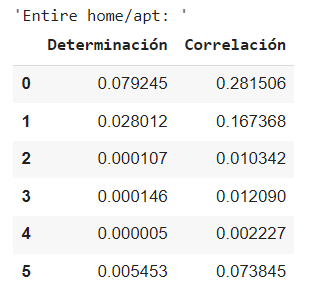 'Entire home/apt: '
Determinación Correlación
0 0.079245 0.281506
1 0.028012 0.167368
2 0.000107 0.010342
3 0.000146 0.012090
4 0.000005 0.002227
5 0.005453 0.073845